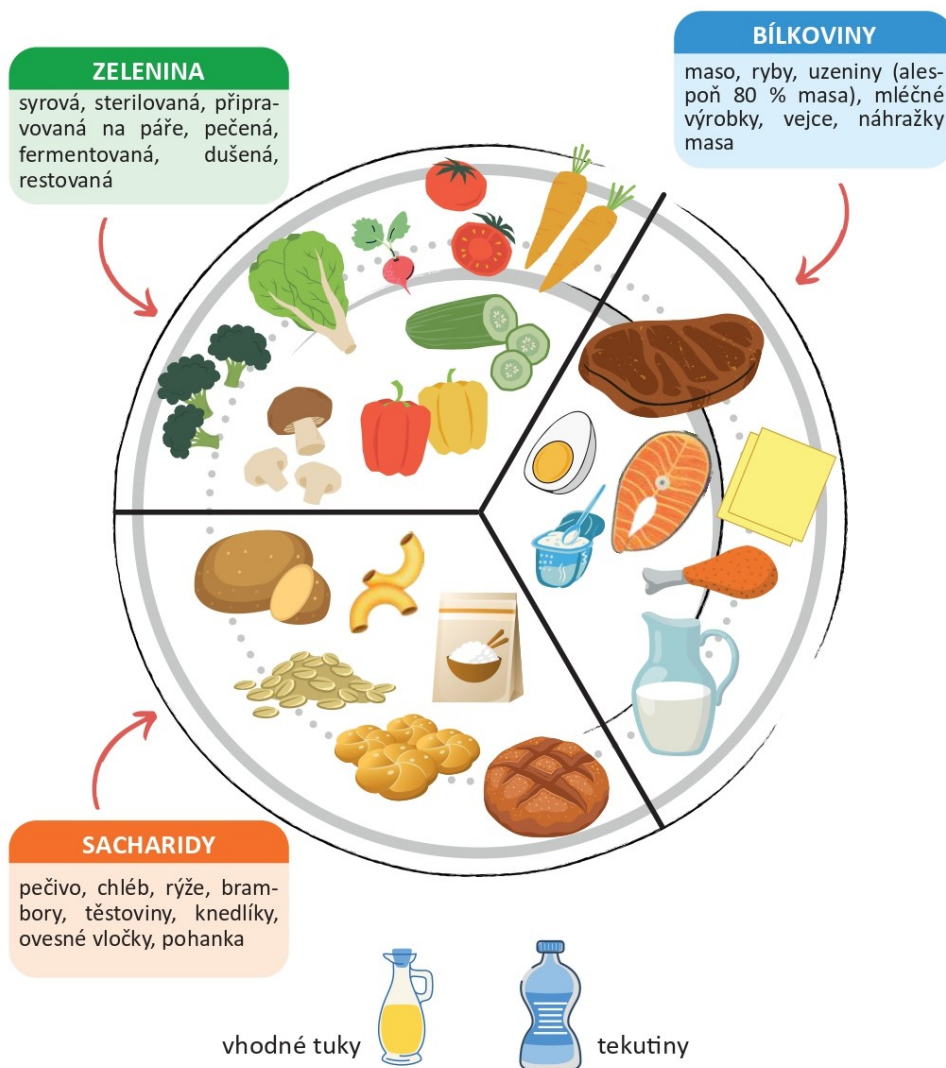 ZELENINA
syrová, sterilovaná, připra-
vovaná na páře, pečená,
fermentovaná, dušená,
restovaná
BÍLKOVINY
maso, ryby, uzeniny (ales-
poň 80 % masa), mléčné
výrobky, vejce, náhražky
masa
SACHARIDY
pečivo, chléb, rýže, bram-
bory, těstoviny, knedlíky,
ovesné vločky, pohanka
vhodné tuky
tekutiny